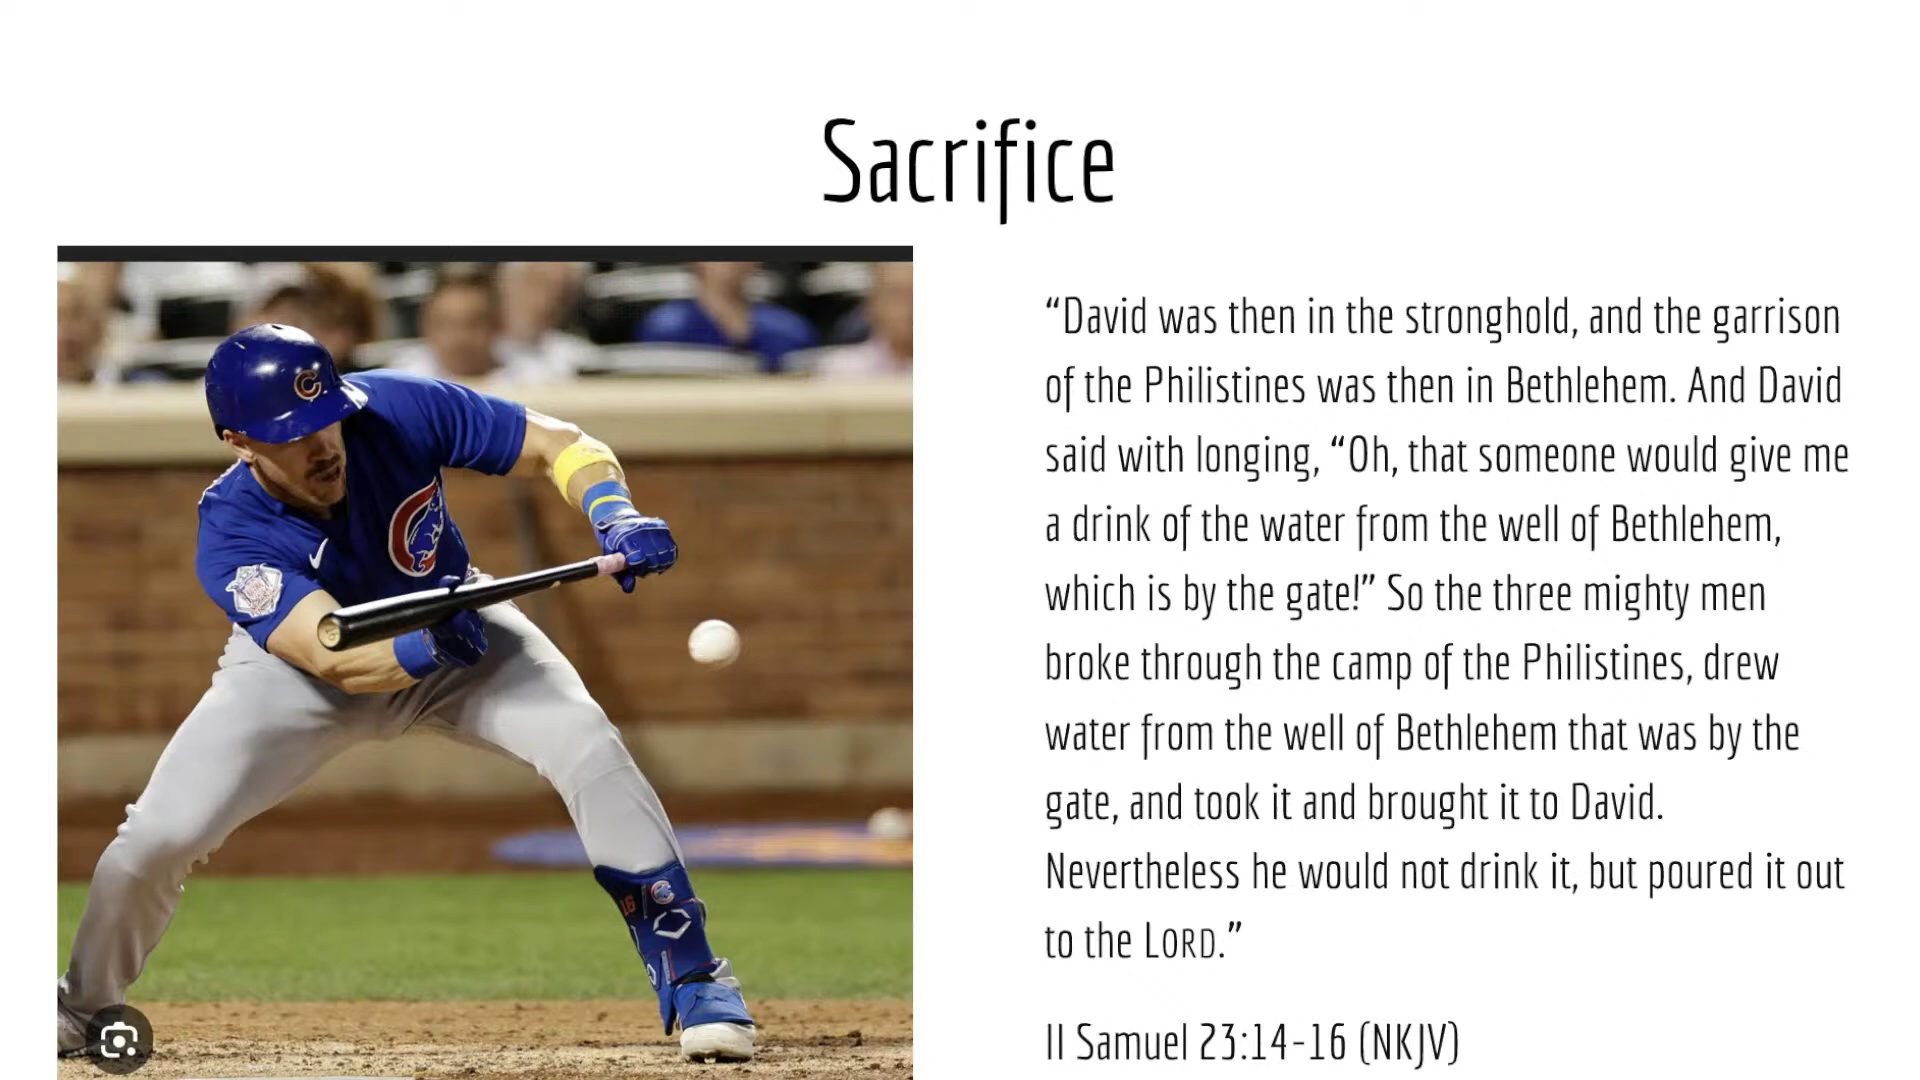 Sacrifice
“David was then in the stronghold, and the garrison
of the Philistines was then in Bethlehem. And David
said with longing, “Oh, that someone would give me
a drink of the water from the well of Bethlehem,
which is by the gate!” So the three mighty men
broke through the camp of the Philistines, drew
water from the well of Bethlehem that was by the
gate, and took it and brought it to David.
Nevertheless he would not drink it, but poured it out
to the LORD.”
II Samuel 23:14-16 (NKJV)
C
16